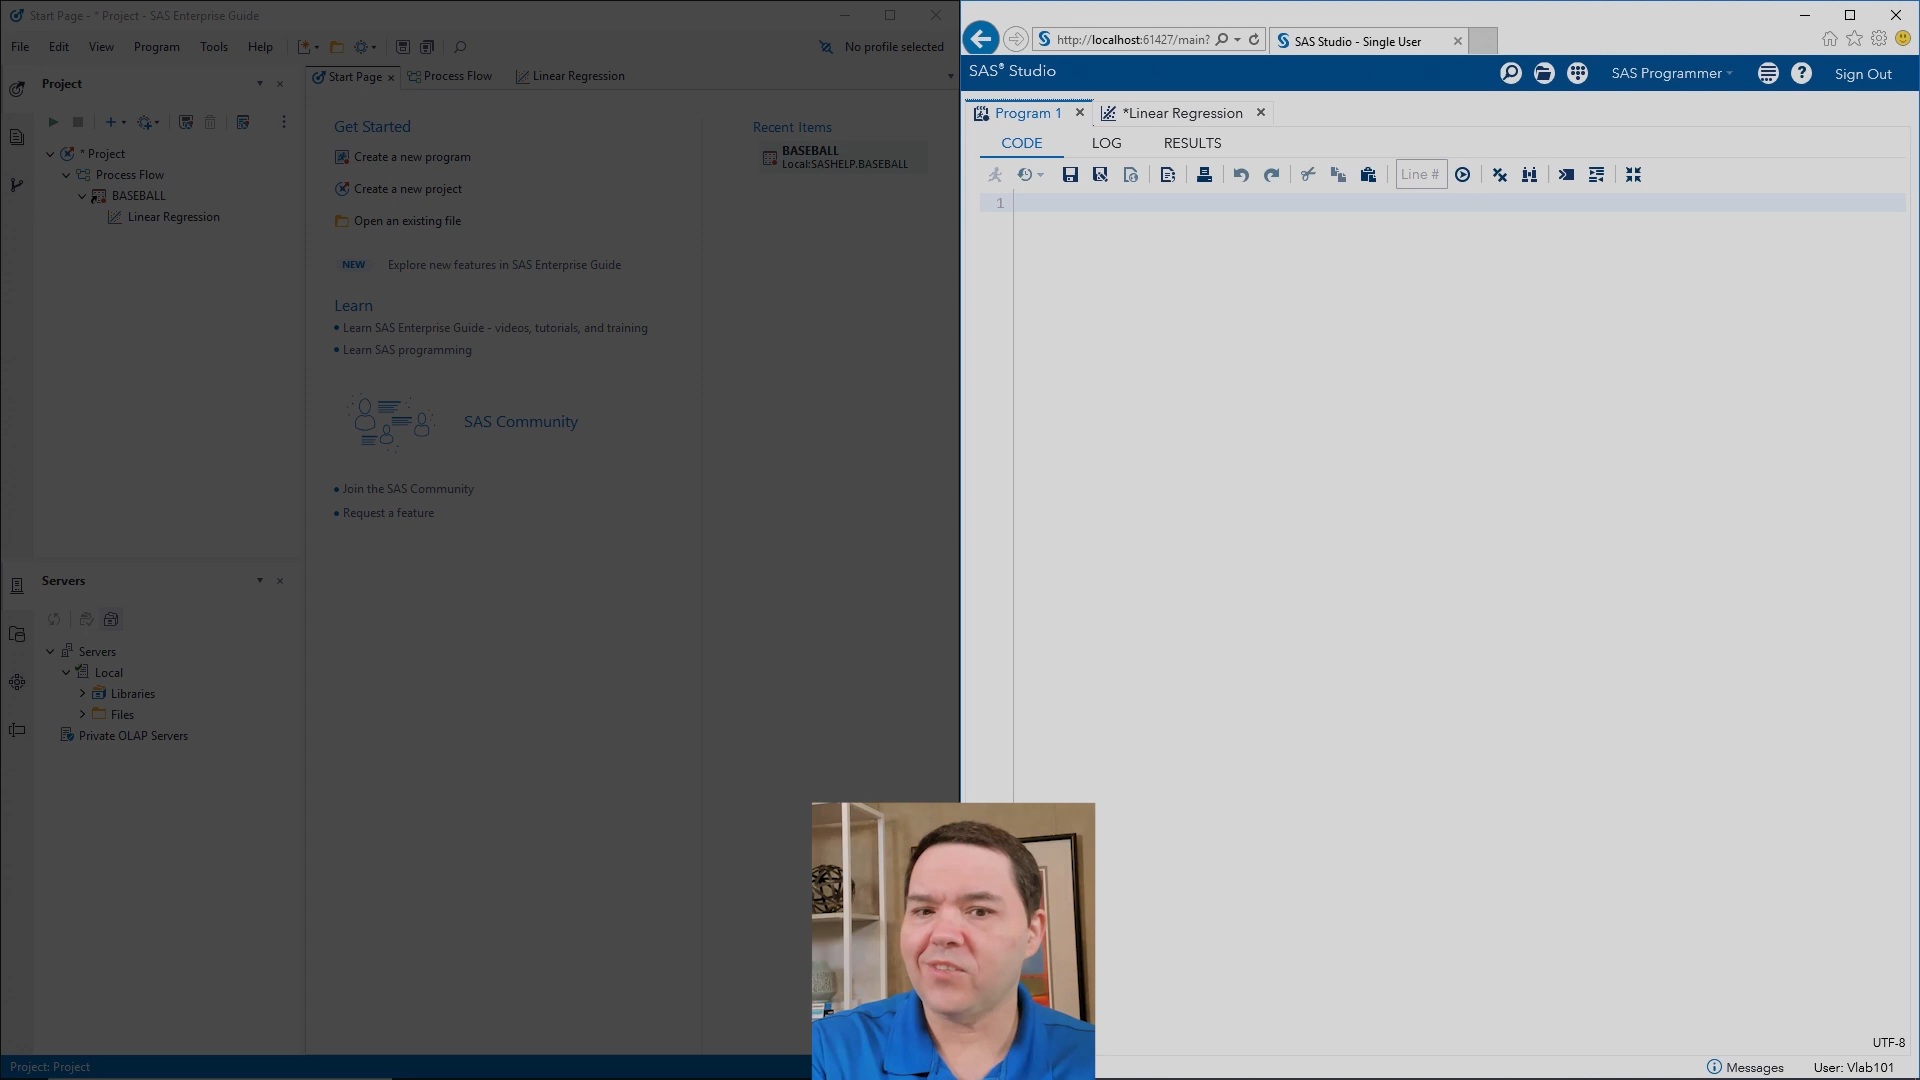 Start Page - * Project - SAS Enterprise Guide
File Edit View Program Tools Help
No profile selected
Project
* Project
Process Flow
BASEBALL
Linear Regression
Servers
Servers
Local
Libraries
Files
Private OLAP Servers
Project: Project
Start Page Process Flow Linear Regression
Get Started
Create a new program
Create a new project
Open an existing file
NEW Explore new features in SAS Enterprise Guide
Learn
• Learn SAS Enterprise Guide - videos, tutorials, and training
• Learn SAS programming
SAS Community
• Join the SAS Community
• Request a feature
Recent Items
BASEBALL
Local:SASHELP.BASEBALL
http://localhost:61427/main?
SAS Studio - Single User
SAS® Studio
SAS Programmer
Sign Out
Program 1 *Linear Regression
CODE LOG RESULTS
Line #
1
UTF-8
Messages User: Vlab101